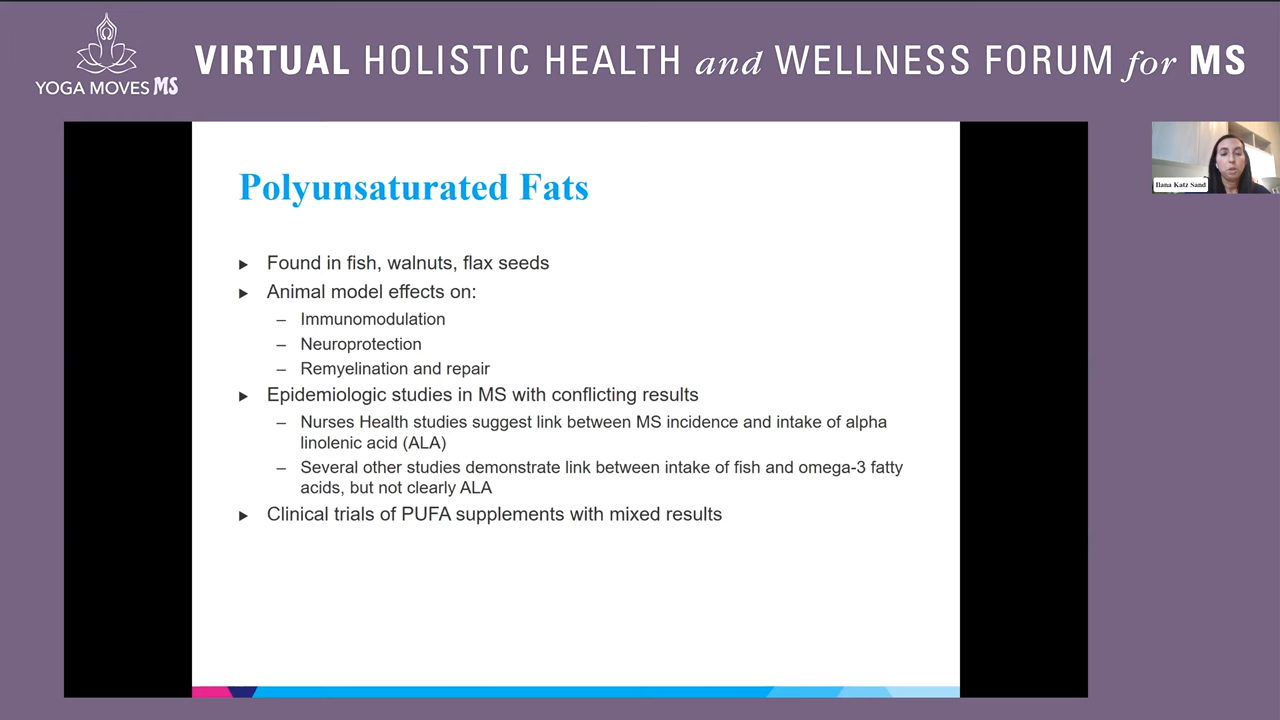 YOGA MOVES MS
VIRTUAL HOLISTIC HEALTH and WELLNESS FORUM for MS
Ilana Katz Sand
Polyunsaturated Fats
Found in fish, walnuts, flax seeds
Animal model effects on:
– Immunomodulation
– Neuroprotection
– Remyelination and repair
Epidemiologic studies in MS with conflicting results
– Nurses Health studies suggest link between MS incidence and intake of alpha
linolenic acid (ALA)
– Several other studies demonstrate link between intake of fish and omega-3 fatty
acids, but not clearly ALA
Clinical trials of PUFA supplements with mixed results